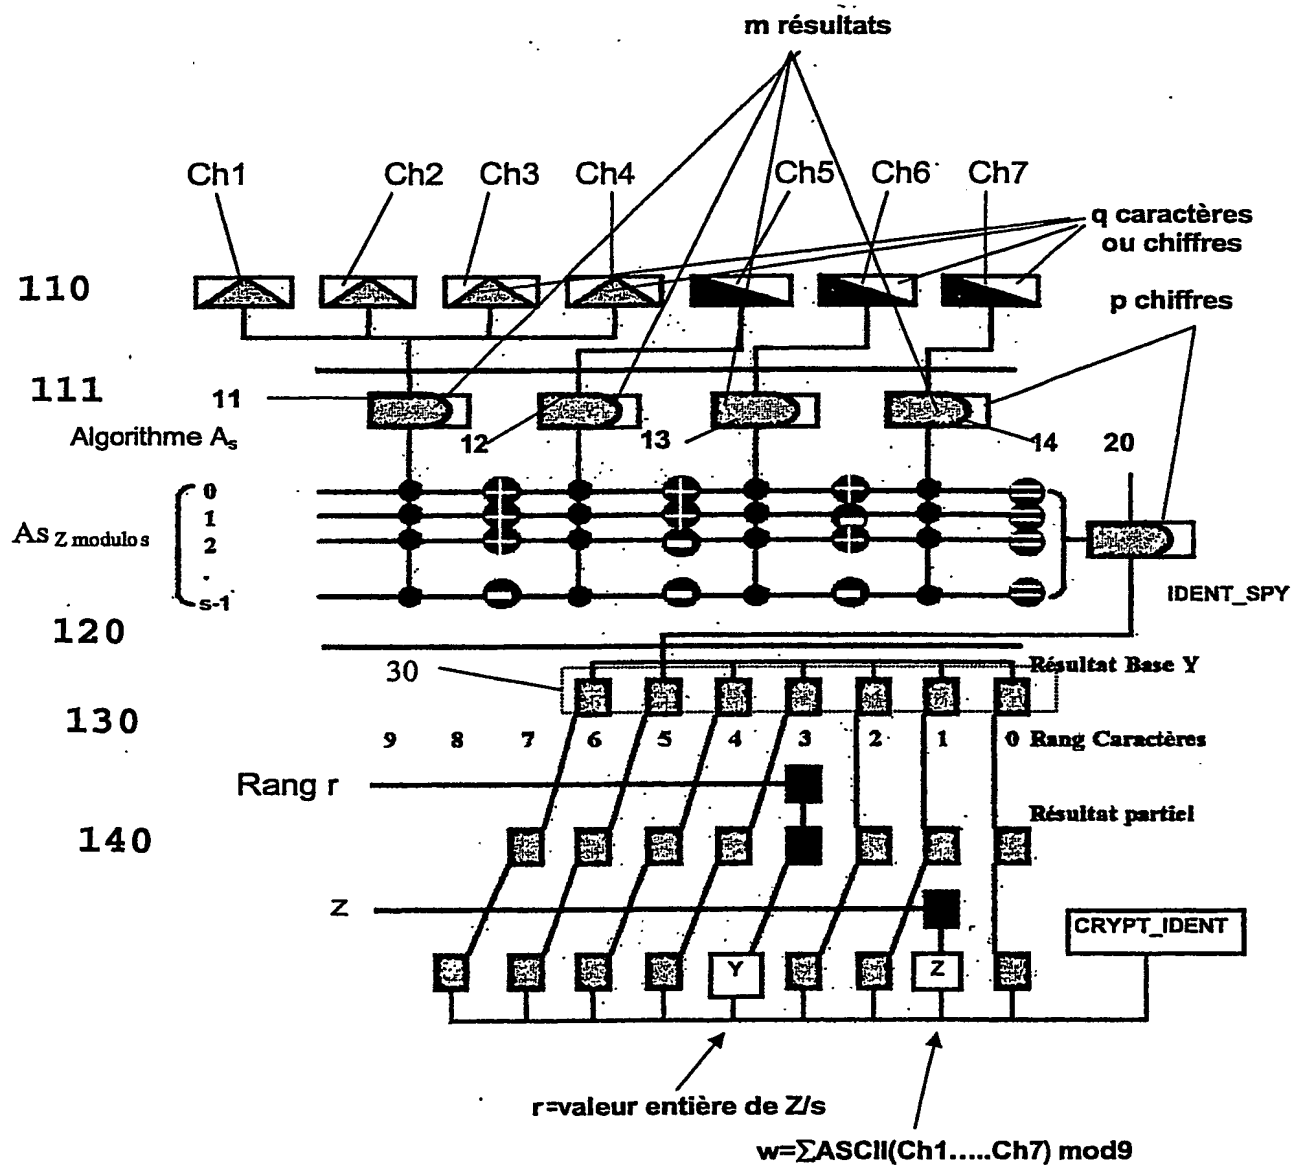 m résultats
Ch1 Ch2 Ch3 Ch4 Ch5 Ch6 Ch7
q caractères
ou chiffres
110
p chiffres
111
11
Algorithme As
12 13 14 20
0
1
As Z modulo s
2
.
s-1
IDENT_SPY
120
30
Résultat Base Y
130
9 8 7 6 5 4 3 2 1 0 Rang Caractères
Rang r
Résultat partiel
140
z
CRYPT_IDENT
Y Z
r=valeur entière de Z/s
w=∑ASCII(Ch1.....Ch7) mod9